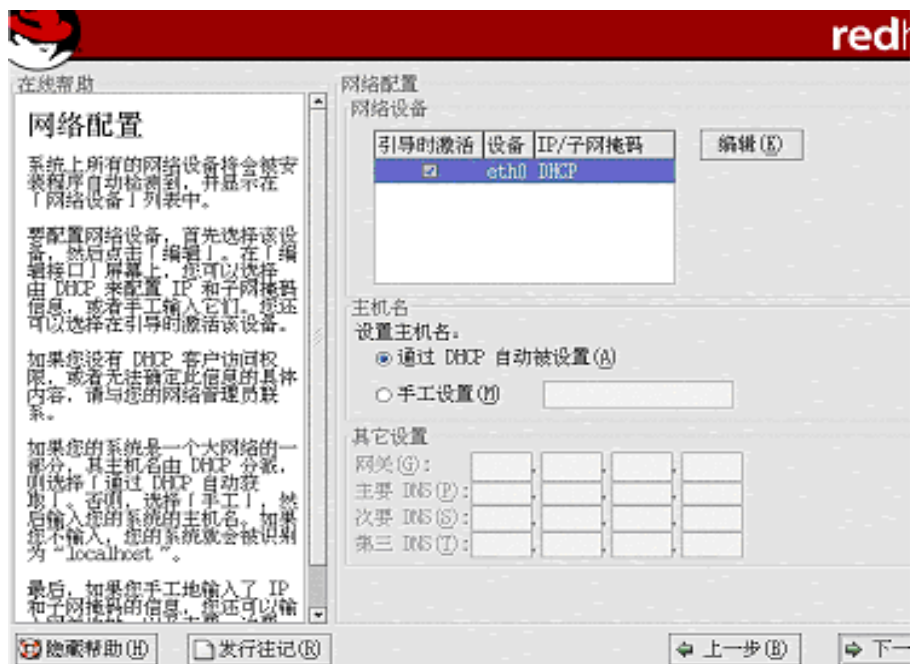 redh
在线帮助
网络配置
系统上所有的网络设备将会被安
装程序自动检测到，并显示在
「网络设备」列表中。
要配置网络设备，首先选择该设
备，然后点击「编辑」。在「编
辑接口」屏幕上，您可以选择
由 DHCP 来配置 IP 和子网掩码
信息，或者手工输入它们。您还
可以选择在引导时激活该设备。
如果您没有 DHCP 客户访问权
限，或者无法确定此信息的具体
内容，请与您的网络管理员联
系。
如果您的系统是一个大网络的一
部分，其主机名由 DHCP 分派，
则选择「通过 DHCP 自动获
取」。否则，选择「手工」，然
后输入您的系统的主机名。如果
您不输入，您的系统就会被识别
为“localhost”。
最后，如果您手工地输入了 IP
和子网掩码的信息，您还可以输
网络配置
网络设备
引导时激活 设备 IP/子网掩码
eth0 DHCP
编辑(E)
主机名
设置主机名：
通过 DHCP 自动被设置(A)
手工设置(M)
其它设置
网关(G)：
主要 DNS(P)：
次要 DNS(S)：
第三 DNS(T)：
隐藏帮助(H)
发行注记(R)
上一步(B)
下一